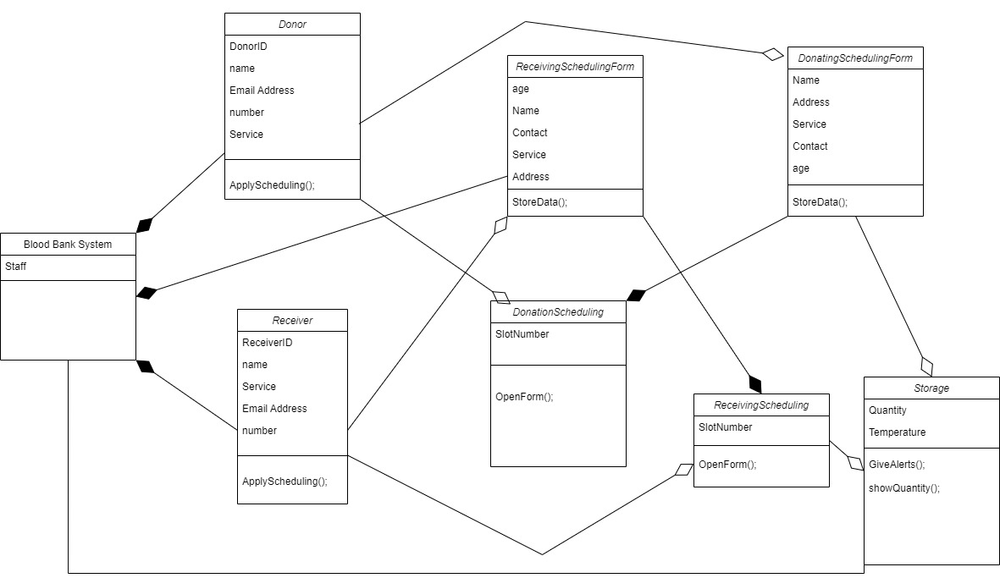 Donor
DonorID
name
Email Address
number
Service
ApplyScheduling();
ReceivingSchedulingForm
age
Name
Contact
Service
Address
StoreData();
DonatingSchedulingForm
Name
Address
Service
Contact
age
StoreData();
Blood Bank System
Staff
Receiver
ReceiverID
name
Service
Email Address
number
ApplyScheduling();
DonationScheduling
SlotNumber
OpenForm();
ReceivingScheduling
SlotNumber
OpenForm();
Storage
Quantity
Temperature
GiveAlerts();
showQuantity();